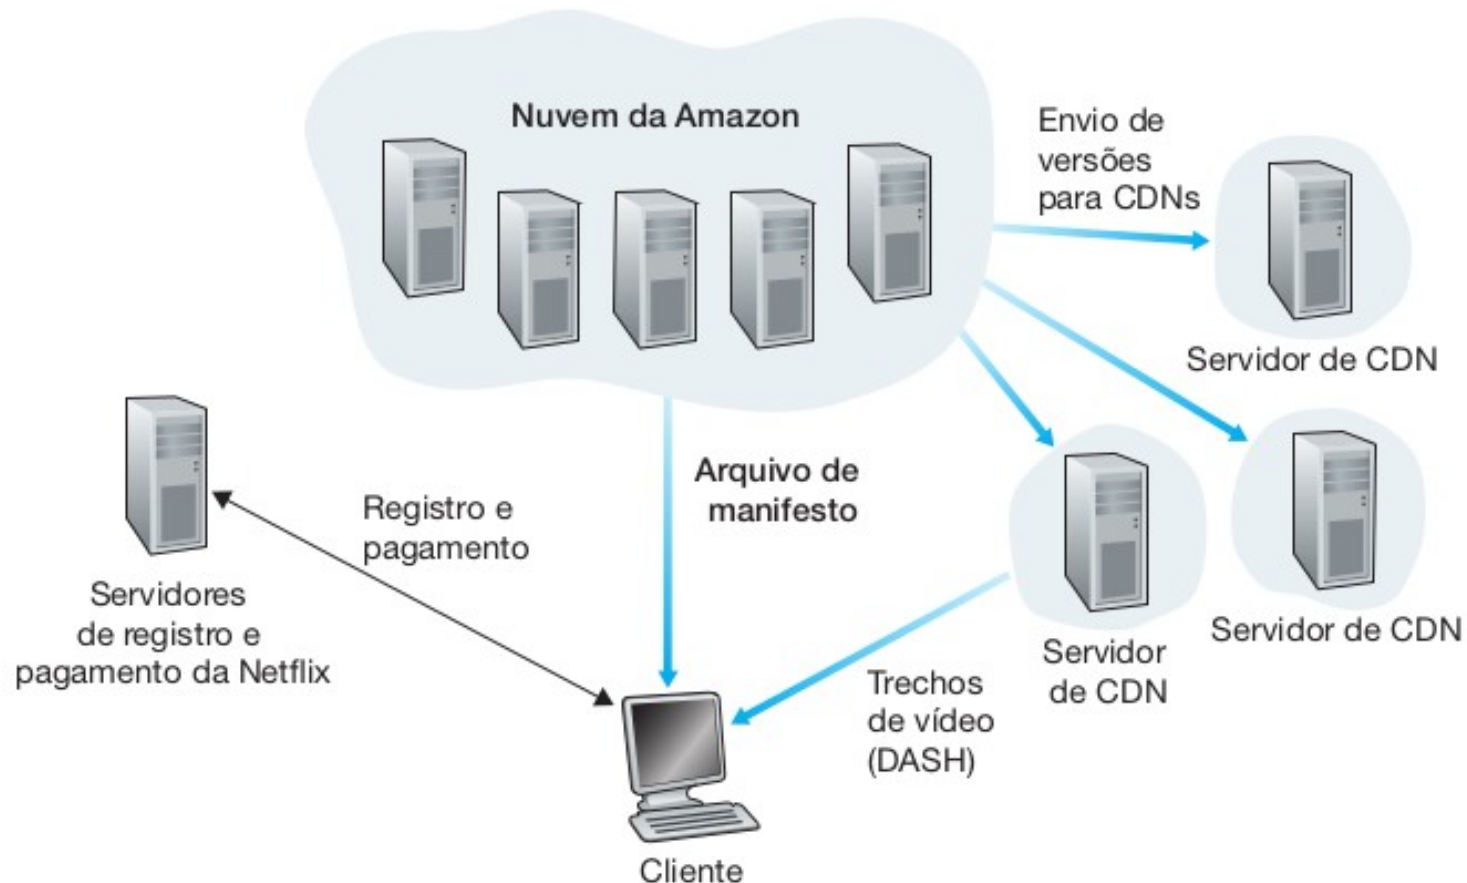 Nuvem da Amazon
Envio de
versões
para CDNs
Servidor de CDN
Arquivo de
manifesto
Registro e
pagamento
Servidores
de registro e
pagamento da Netflix
Servidor de CDN
Servidor
de CDN
Trechos
de vídeo
(DASH)
Cliente